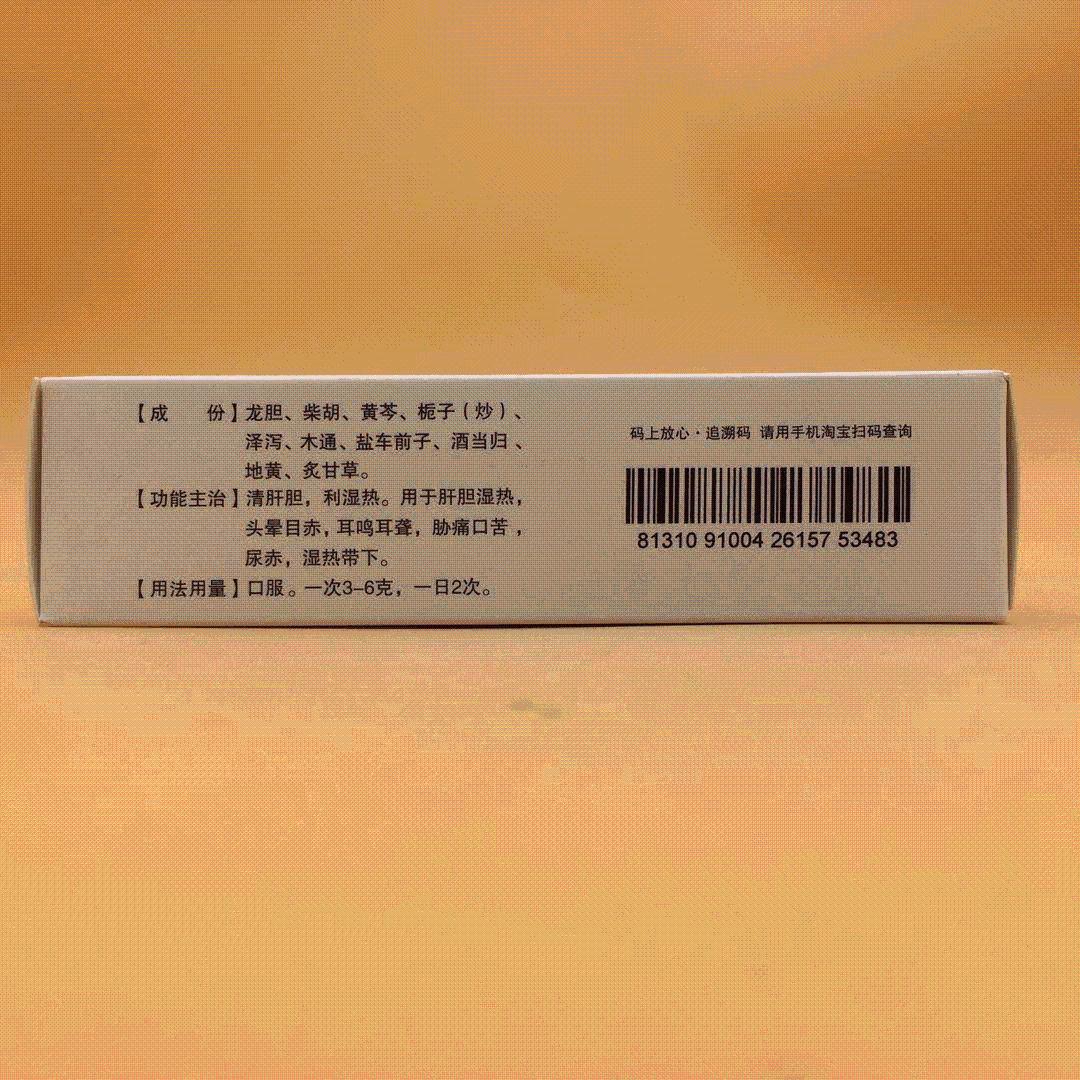 【成　　份】龙胆、柴胡、黄芩、栀子（炒）、
泽泻、木通、盐车前子、酒当归、
地黄、炙甘草。
【功能主治】清肝胆，利湿热。用于肝胆湿热，
头晕目赤，耳鸣耳聋，胁痛口苦，
尿赤，湿热带下。
【用法用量】口服。一次3–6克，一日2次。
码上放心·追溯码 请用手机淘宝扫码查询
81310 91004 26157 53483